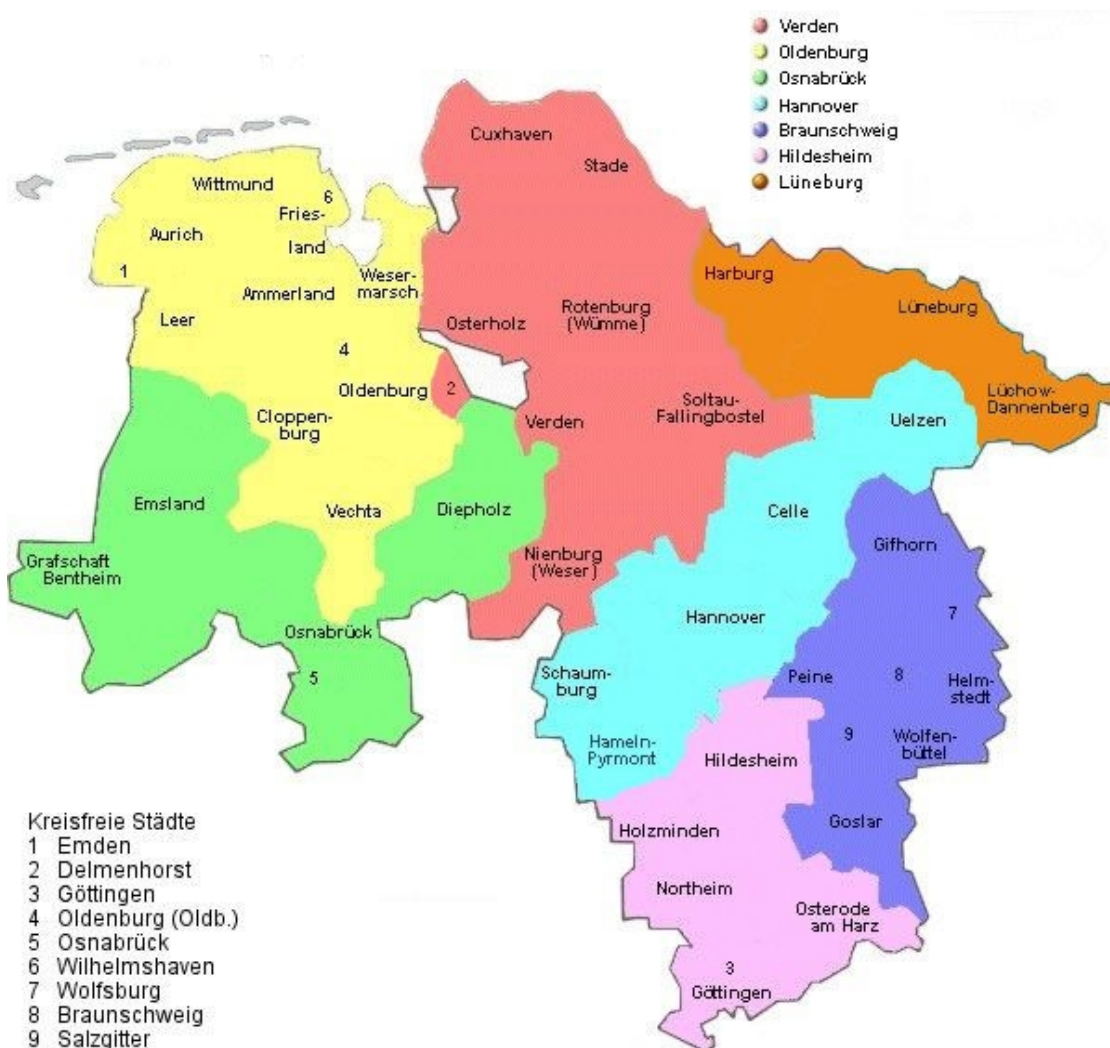 Verden
Oldenburg
Osnabrück
Hannover
Braunschweig
Hildesheim
Lüneburg
Cuxhaven
Stade
Wittmund
6
Fries-
land
Aurich
1
Weser-
marsch
Ammerland
Leer
4
Harburg
Lüneburg
Rotenburg
(Wümme)
Osterholz
Oldenburg
2
Cloppen-
burg
Verden
Soltau-
Fallingbostel
Lüchow-
Dannenberg
Uelzen
Emsland
Vechta
Diepholz
Celle
Gifhorn
Grafschaft
Bentheim
Nienburg
(Weser)
Hannover
7
Osnabrück
5
Schaum-
burg
Peine
8
Helm-
stedt
Hameln-
Pyrmont
Hildesheim
9
Wolfen-
büttel
Holzminden
Goslar
Northeim
Osterode
am Harz
3
Göttingen
Kreisfreie Städte
1 Emden
2 Delmenhorst
3 Göttingen
4 Oldenburg (Oldb.)
5 Osnabrück
6 Wilhelmshaven
7 Wolfsburg
8 Braunschweig
9 Salzgitter